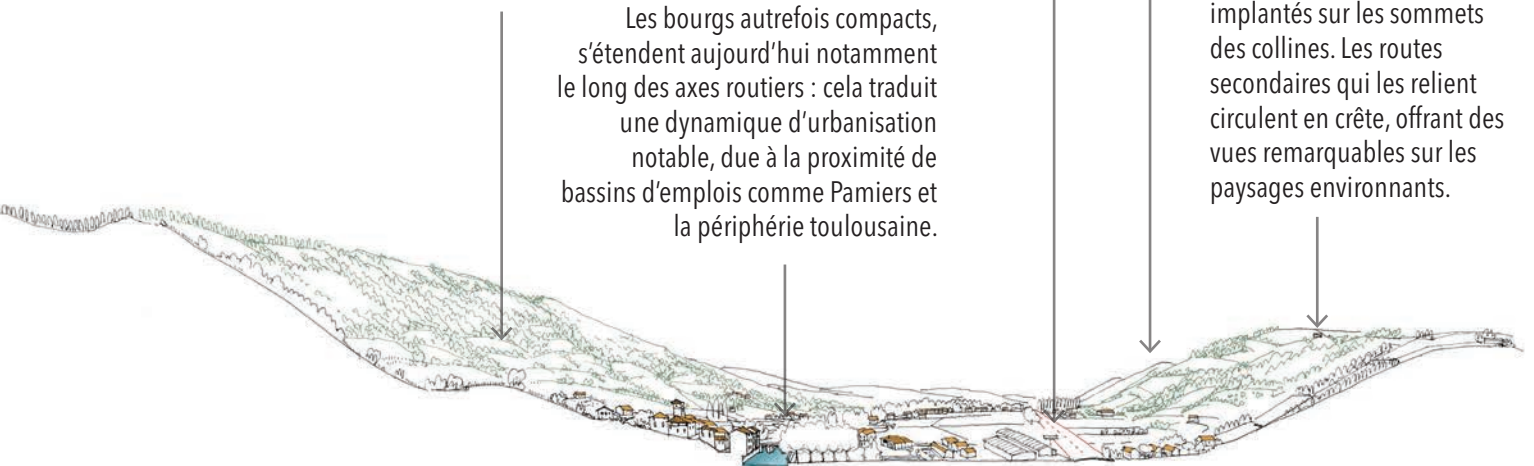 Les bourgs autrefois compacts,
s'étendent aujourd'hui notamment
le long des axes routiers : cela traduit
une dynamique d'urbanisation
notable, due à la proximité de
bassins d'emplois comme Pamiers et
la périphérie toulousaine.
implantés sur les sommets
des collines. Les routes
secondaires qui les relient
circulent en crête, offrant des
vues remarquables sur les
paysages environnants.